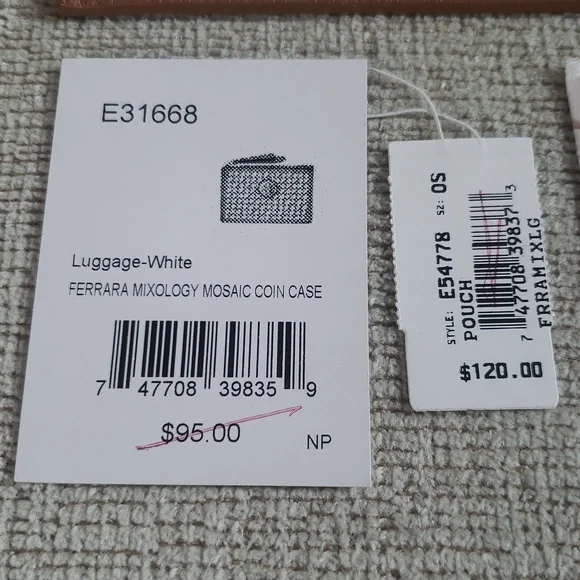 E31668
Luggage-White
FERRARA MIXOLOGY MOSAIC COIN CASE
7 47708 39835 9
$95.00
NP
STYLE: E54778 SZ: OS
POUCH
7 47708 39837 3
FRRAMIXLG
$120.00